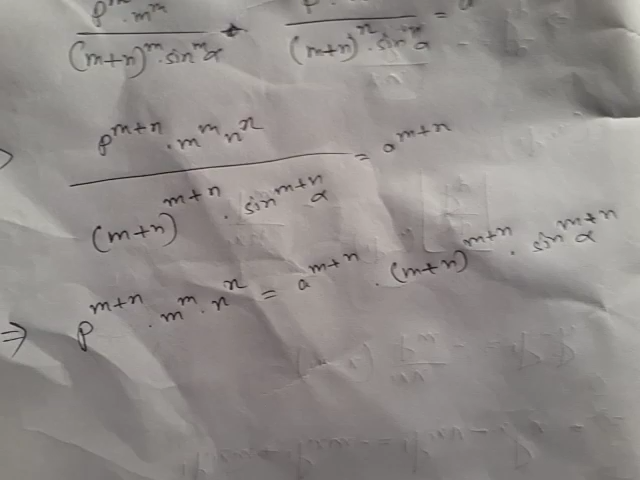 p^m · m^m / (m+n)^m · sin^m α · p / (m+n)^n · sin^n α =
p^{m+n} · m^m n^n / (m+n)^{m+n} · sin^{m+n} α = a^{m+n}
⇒ p^{m+n} · m^m · n^n = a^{m+n} · (m+n)^{m+n} · sin^{m+n} α